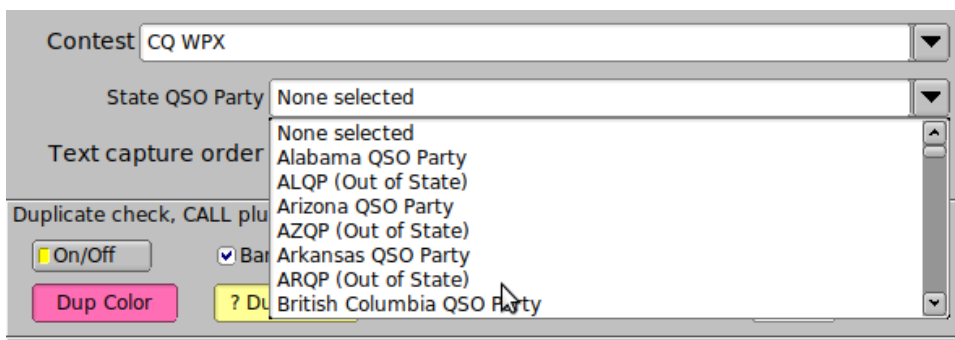 Contest CQ WPX
State QSO Party None selected
None selected
Text capture order
Alabama QSO Party
ALQP (Out of State)
Arizona QSO Party
Duplicate check, CALL plu
AZQP (Out of State)
On/Off
Arkansas QSO Party
ARQP (Out of State)
Dup Color
? Du
British Columbia QSO Party